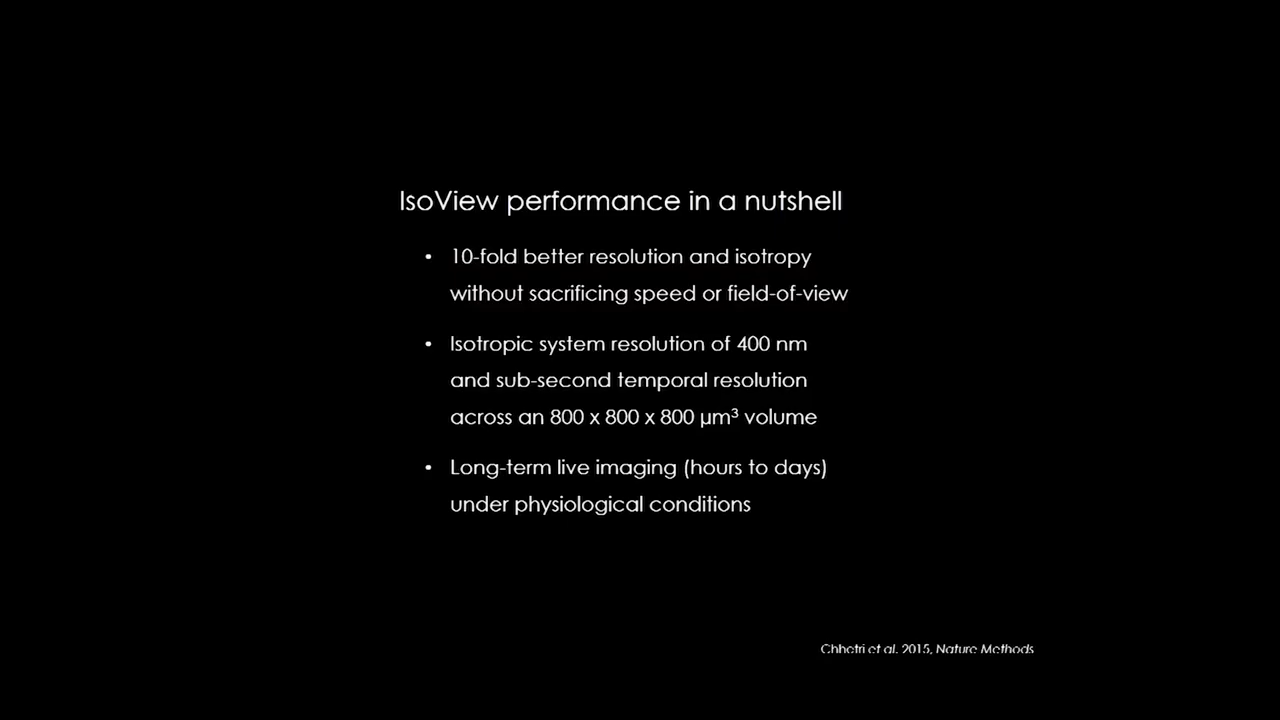 IsoView performance in a nutshell
• 10-fold better resolution and isotropy
without sacrificing speed or field-of-view
• Isotropic system resolution of 400 nm
and sub-second temporal resolution
across an 800 x 800 x 800 µm³ volume
• Long-term live imaging (hours to days)
under physiological conditions
Chhetri et al. 2015, Nature Methods